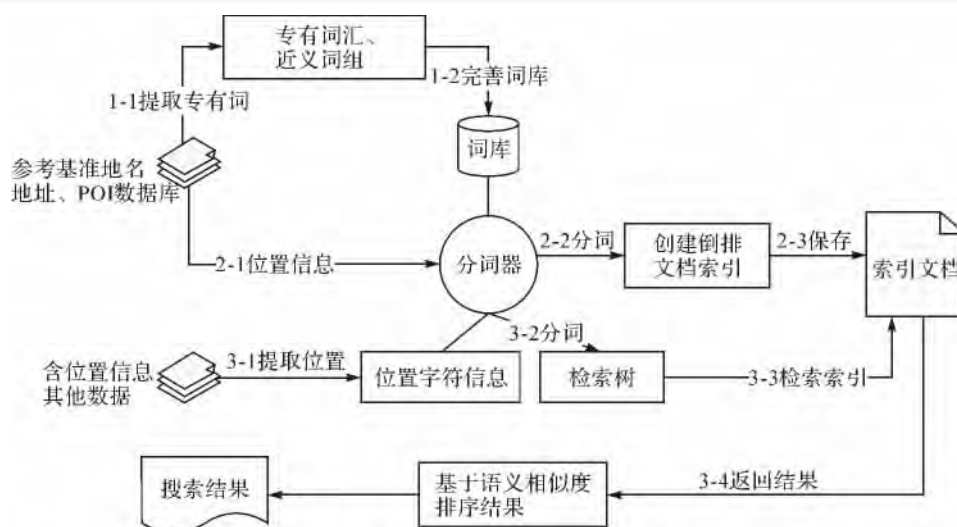 专有词汇、
近义词组
1-1提取专有词
1-2完善词库
词库
参考基准地名
地址、POI数据库
2-1位置信息
分词器
2-2分词
创建倒排
文档索引
2-3保存
索引文档
含位置信息
其他数据
3-1提取位置
位置字符信息
3-2分词
检索树
3-3检索索引
3-4返回结果
基于语义相似度
排序结果
搜索结果